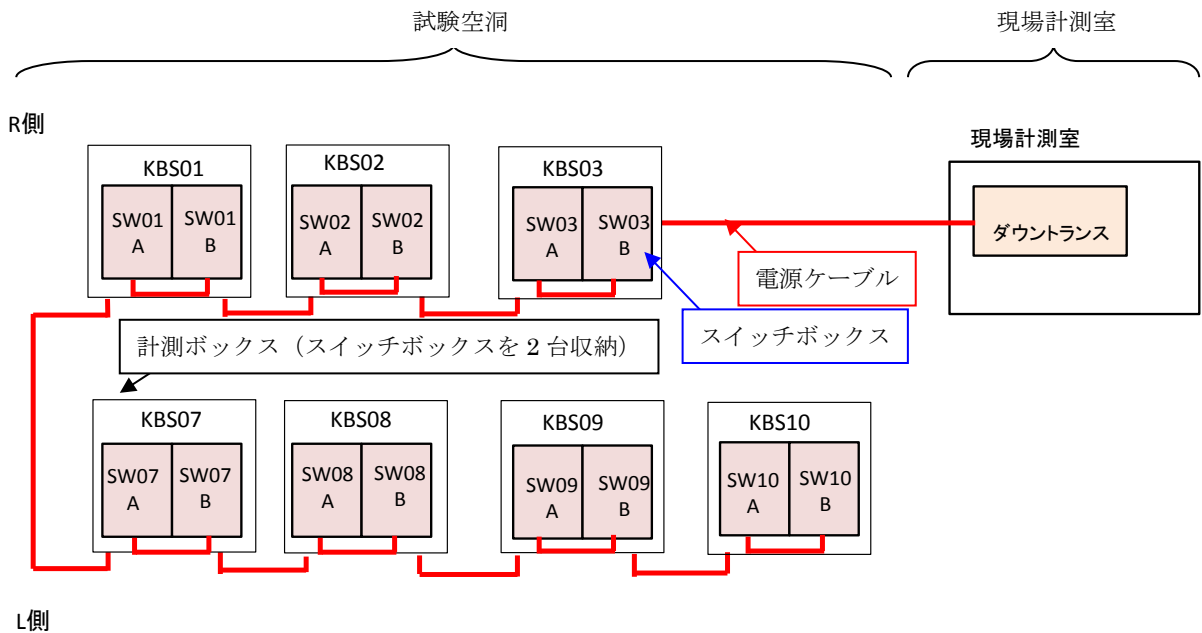 試験空洞
現場計測室
R側
現場計測室
KBS01
KBS02
KBS03
SW01
A
SW01
B
SW02
A
SW02
B
SW03
A
SW03
B
ダウントランス
電源ケーブル
スイッチボックス
計測ボックス（スイッチボックスを2台収納）
KBS07
KBS08
KBS09
KBS10
SW07
A
SW07
B
SW08
A
SW08
B
SW09
A
SW09
B
SW10
A
SW10
B
L側